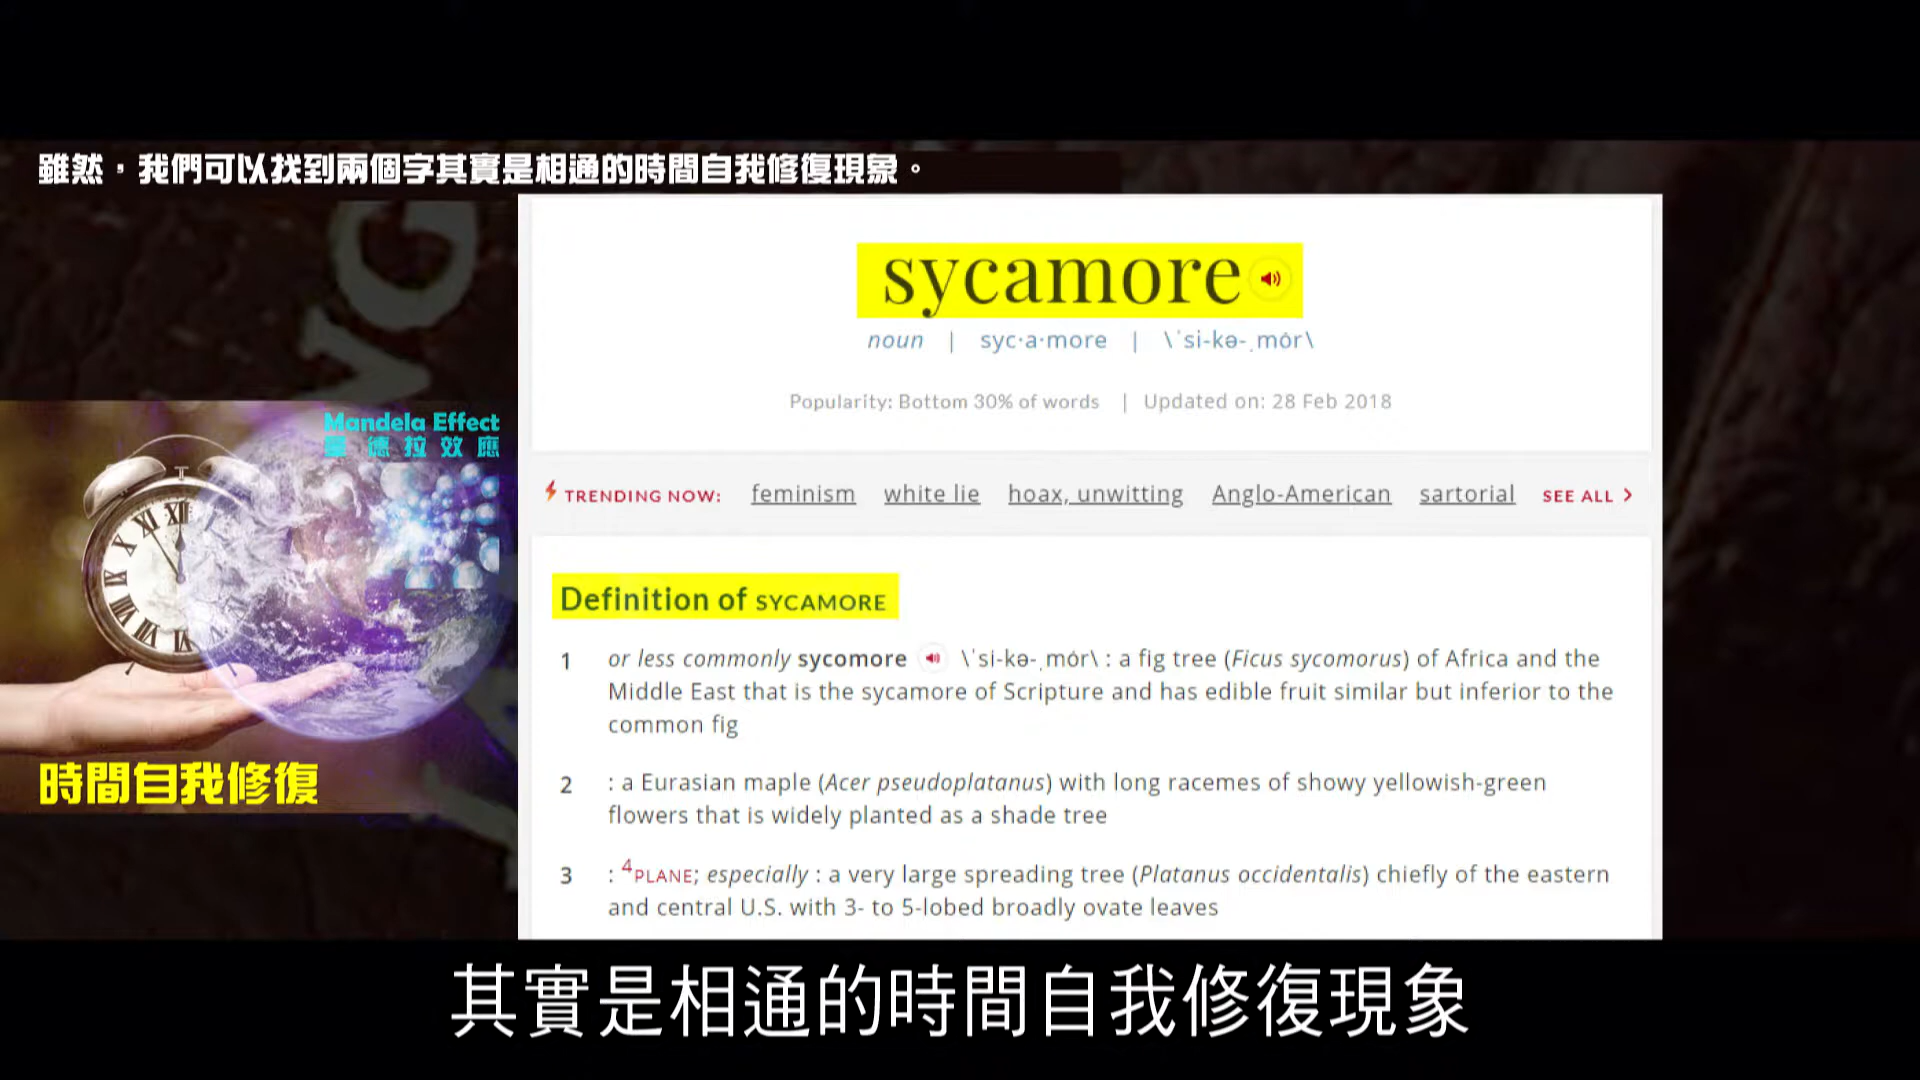 雖然，我們可以找到兩個字其實是相通的時間自我修復現象。
sycamore
noun | syc·a·more | \ˈsi-kə-ˌmȯr\
Popularity: Bottom 30% of words | Updated on: 28 Feb 2018
Mandela Effect
曼德拉效應
TRENDING NOW: feminism white lie hoax, unwitting Anglo-American sartorial SEE ALL
XII
Definition of SYCAMORE
1 or less commonly sycomore \ˈsi-kə-ˌmȯr\ : a fig tree (Ficus sycomorus) of Africa and the
Middle East that is the sycamore of Scripture and has edible fruit similar but inferior to the
common fig
時間自我修復
2 : a Eurasian maple (Acer pseudoplatanus) with long racemes of showy yellowish-green
flowers that is widely planted as a shade tree
3 : 4PLANE; especially : a very large spreading tree (Platanus occidentalis) chiefly of the eastern
and central U.S. with 3- to 5-lobed broadly ovate leaves
其實是相通的時間自我修復現象